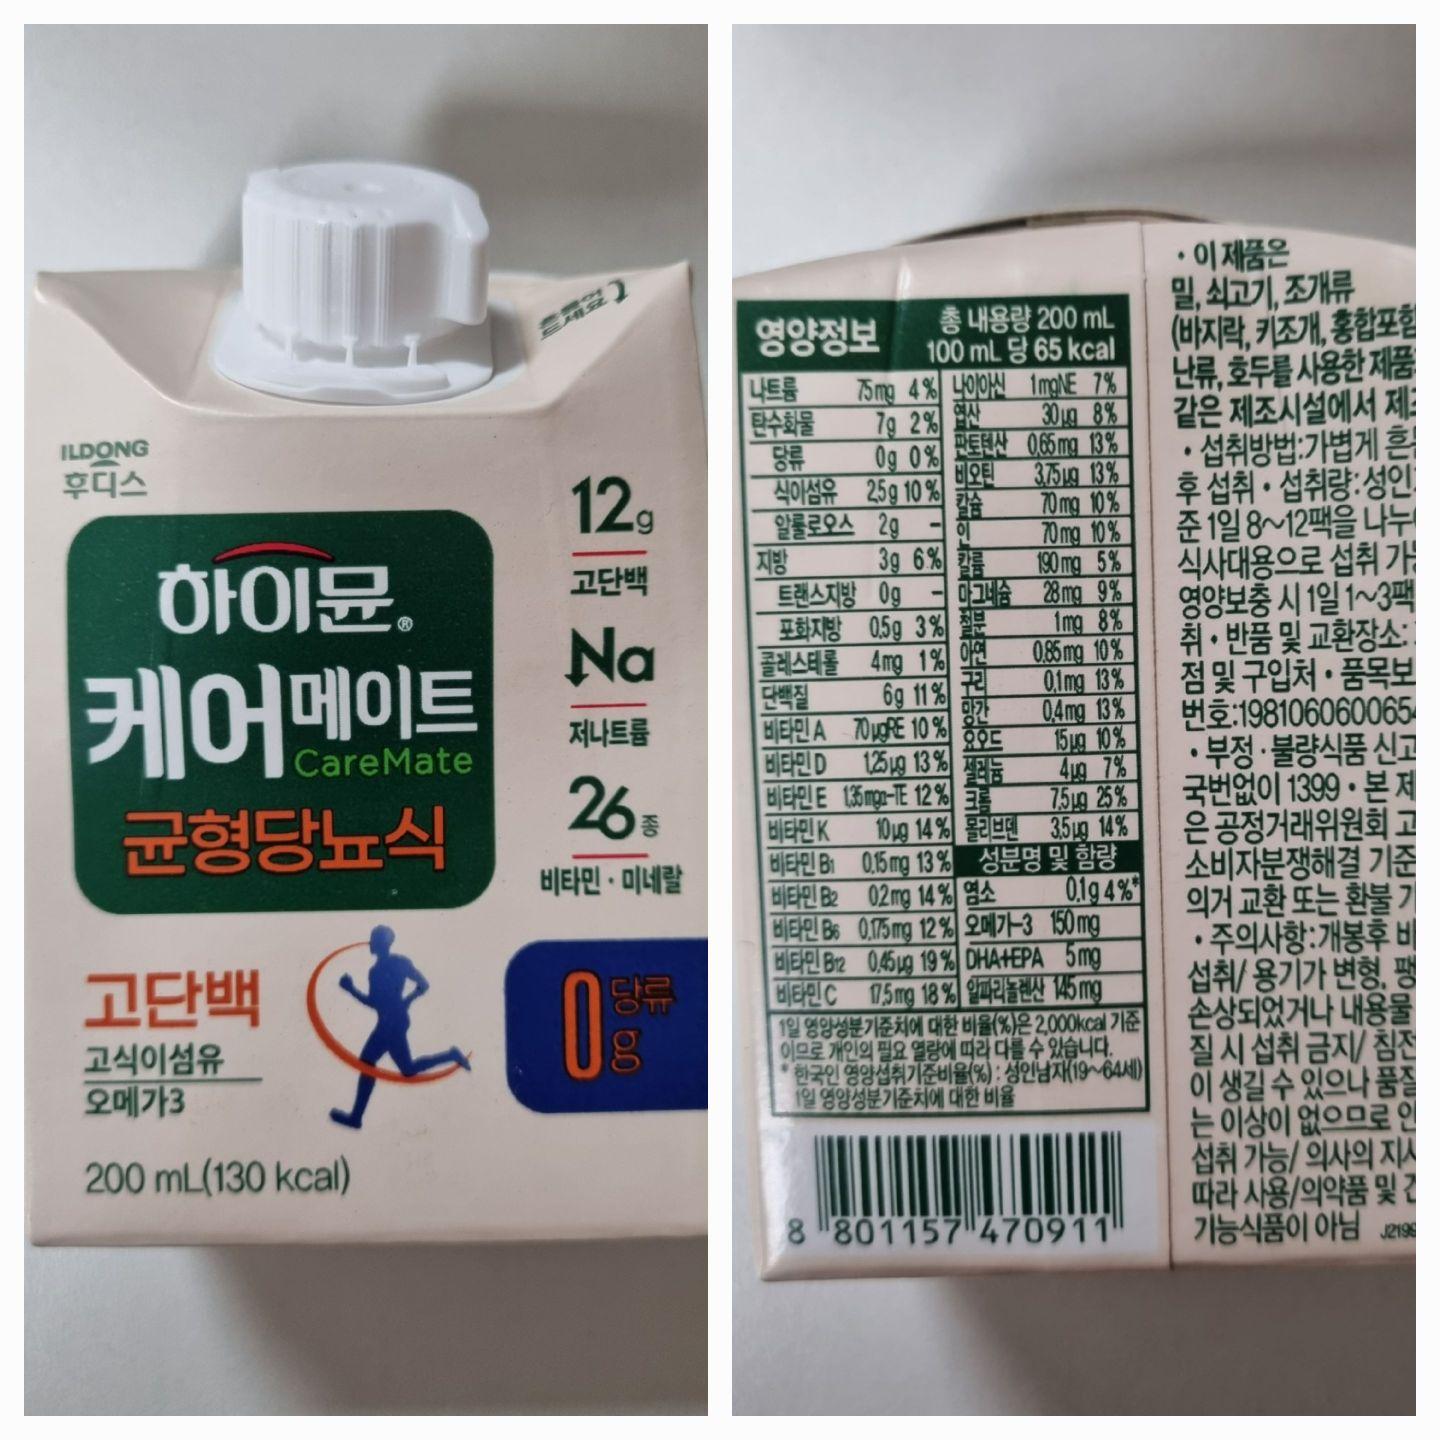 흔들어
드세요
ILDONG
후디스
하이뮨®
케어메이트
CareMate
균형당뇨식
12g
고단백
Na
저나트륨
26종
비타민·미네랄
고단백
고식이섬유
오메가3
0g 당류
200 mL(130 kcal)
영양정보
총 내용량 200 mL
100 mL 당 65 kcal
나트륨 75mg 4%
탄수화물 7g 2%
당류 0g 0%
식이섬유 2.5g 10%
알룰로오스 2g -
지방 3g 6%
트랜스지방 0g -
포화지방 0.5g 3%
콜레스테롤 4mg 1%
단백질 6g 11%
비타민 A 70μgRE 10%
비타민 D 1.25μg 13%
비타민 E 1.35mgα-TE 12%
비타민 K 10μg 14%
비타민 B1 0.15mg 13%
비타민 B2 0.2mg 14%
비타민 B6 0.175mg 12%
비타민 B12 0.45μg 19%
비타민 C 17.5mg 18%
나이아신 1mgNE 7%
엽산 30μg 8%
판토텐산 0.65mg 13%
비오틴 3.75μg 13%
칼슘 70mg 10%
인 70mg 10%
칼륨 190mg 5%
마그네슘 28mg 9%
철분 1mg 8%
아연 0.85mg 10%
구리 0.1mg 13%
망간 0.4mg 13%
요오드 15μg 10%
셀레늄 4μg 7%
크롬 7.5μg 25%
몰리브덴 3.5μg 14%
성분명 및 함량
염소 0.1g 4%*
오메가-3 150mg
DHA+EPA 5mg
알파리놀렌산 145mg
1일 영양성분기준치에 대한 비율(%)은 2,000kcal 기준
이므로 개인의 필요 열량에 따라 다를 수 있습니다.
* 한국인 영양섭취기준비율(%) : 성인남자(19~64세)
1일 영양성분기준치에 대한 비율
8 801157 470911
· 이 제품은
밀, 쇠고기, 조개류
(바지락, 키조개, 홍합포함
난류, 호두를 사용한 제품
같은 제조시설에서 제조
· 섭취방법:가볍게 흔
후 섭취 · 섭취량: 성인
준 1일 8~12팩을 나누
식사대용으로 섭취 가능
영양보충 시 1일 1~3팩
취 · 반품 및 교환장소:
점 및 구입처 · 품목보
번호:1981060600654
· 부정·불량식품 신고
국번없이 1399 · 본 제
은 공정거래위원회 고
소비자분쟁해결 기준
의거 교환 또는 환불 가
· 주의사항:개봉후 바
섭취/ 용기가 변형, 팽
손상되었거나 내용물
질 시 섭취 금지/ 침전
이 생길 수 있으나 품질
는 이상이 없으므로 안
섭취 가능/ 의사의 지시
따라 사용/의약품 및 건
기능식품이 아님